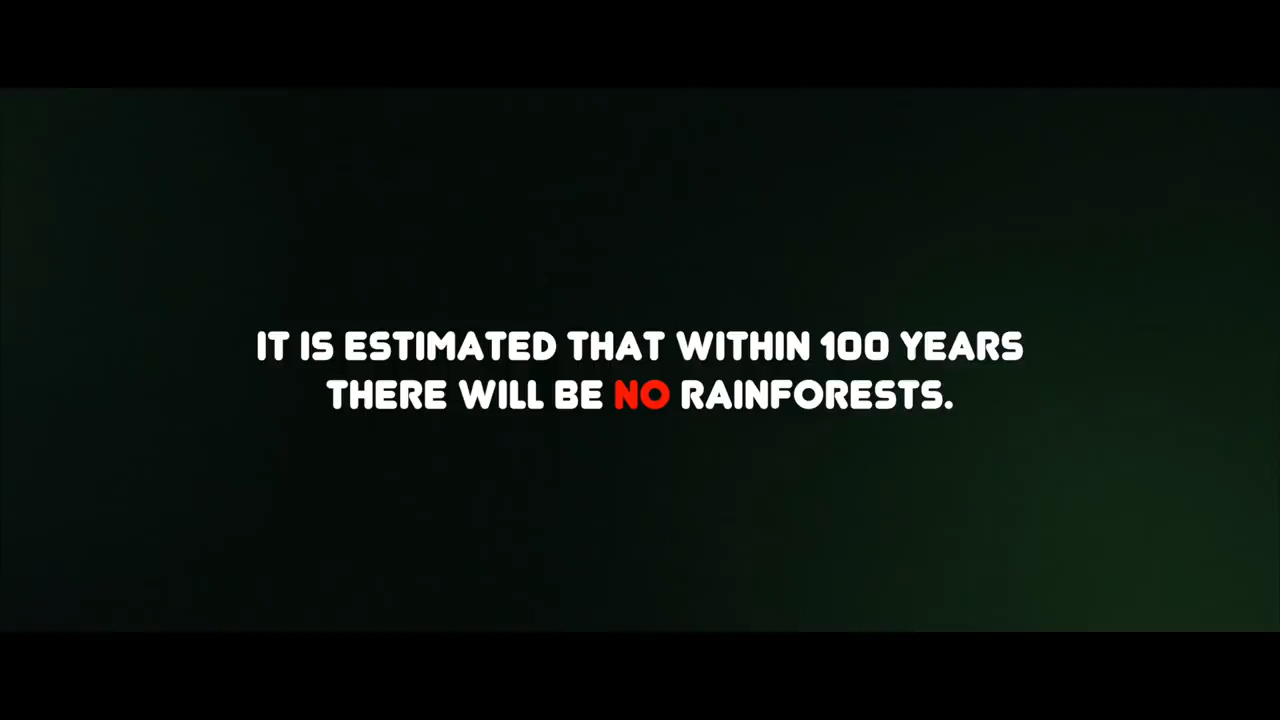 IT IS ESTIMATED THAT WITHIN 100 YEARS
THERE WILL BE NO RAINFORESTS.